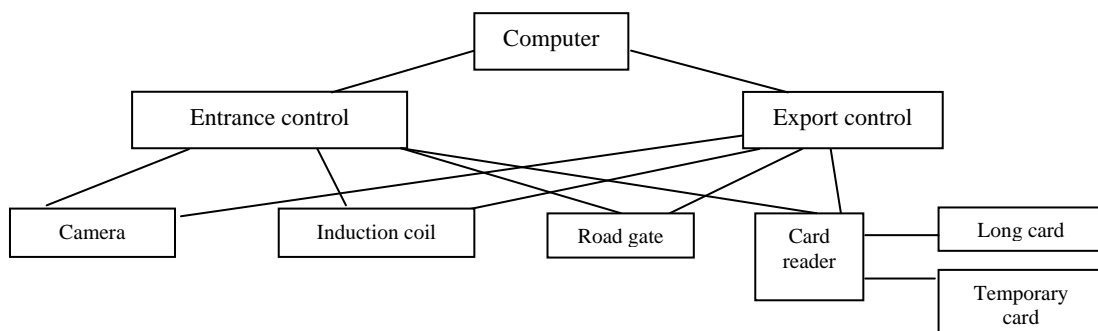 Computer
Entrance control
Export control
Camera
Induction coil
Road gate
Card
reader
Long card
Temporary
card